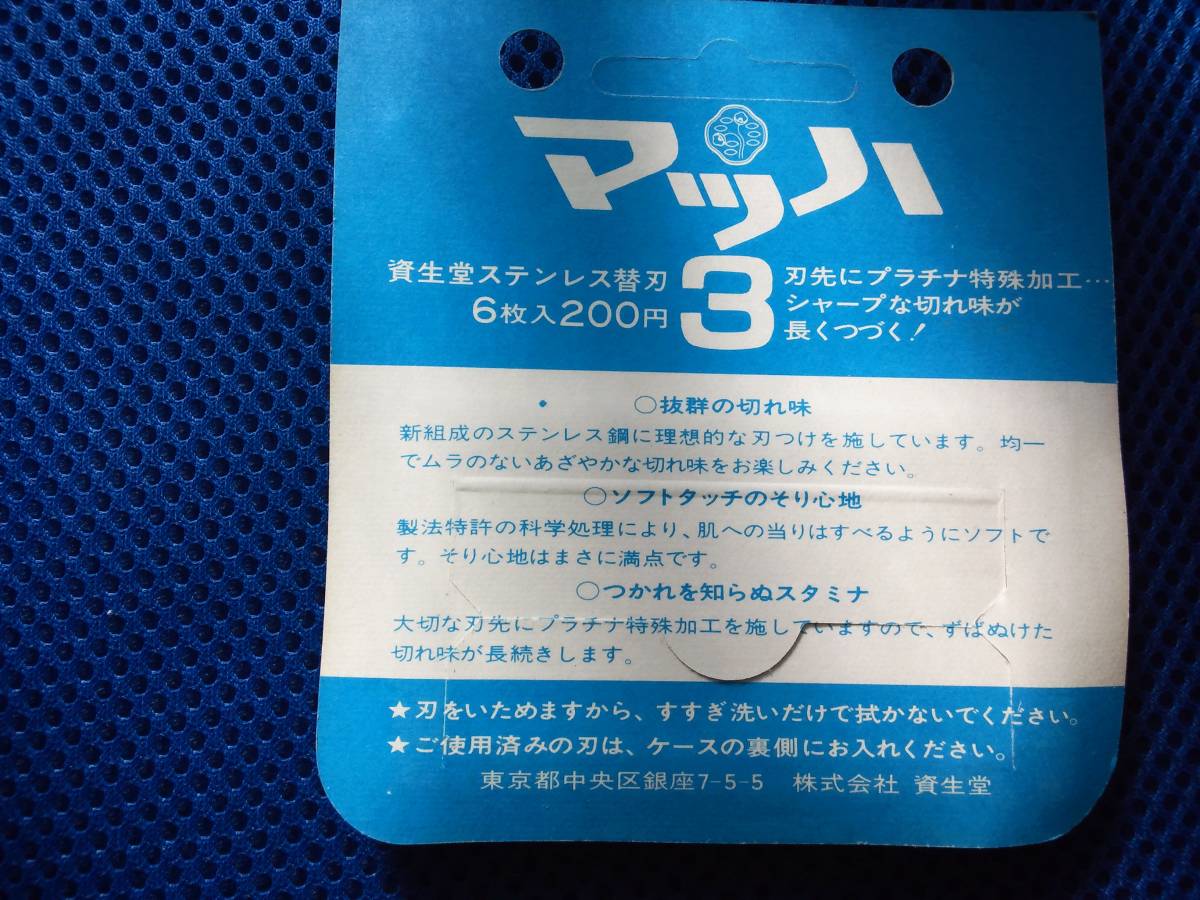 マッハ
3
資生堂ステンレス替刃
6枚入200円
刃先にプラチナ特殊加工…
シャープな切れ味が
長くつづく!
○抜群の切れ味
新組成のステンレス鋼に理想的な刃つけを施しています。均一
でムラのないあざやかな切れ味をお楽しみください。
○ソフトタッチのそり心地
製法特許の科学処理により、肌への当りはすべるようにソフトで
す。そり心地はまさに満点です。
○つかれを知らぬスタミナ
大切な刃先にプラチナ特殊加工を施していますので、ずばぬけた
切れ味が長続きします。
★刃をいためますから、すすぎ洗いだけで拭かないでください。
★ご使用済みの刃は、ケースの裏側にお入れください。
東京都中央区銀座7-5-5 株式会社 資生堂